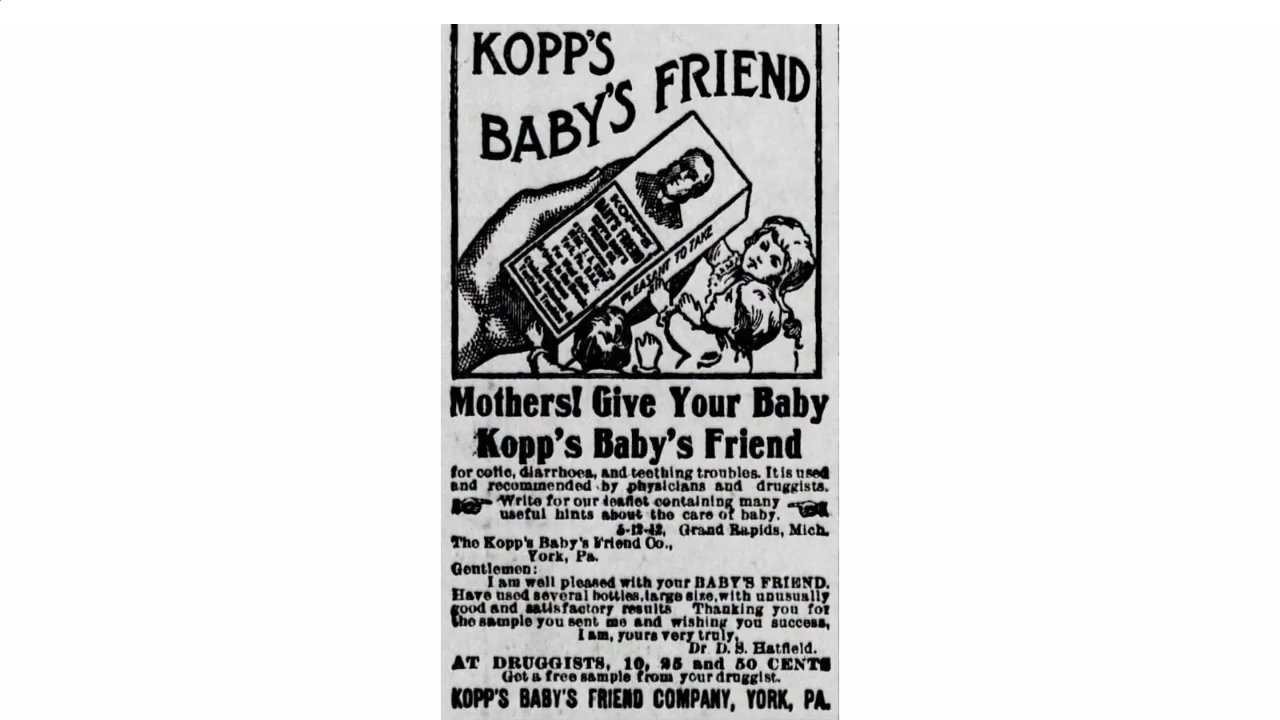 KOPP'S
BABY'S FRIEND
KOPP'S
BABY'S FRIEND
PLEASANT TO TAKE
Mothers! Give Your Baby
Kopp's Baby's Friend
for colic, diarrhoea, and teething troubles. It is used
and recommended by physicians and druggists.
Write for our leaflet containing many
useful hints about the care of baby.
Grand Rapids, Mich.
The Kopp's Baby's Friend Co.,
York, Pa.
Gentlemen:
I am well pleased with your BABY'S FRIEND.
Have used several bottles, large size, with unusually
good and satisfactory results Thanking you for
the sample you sent me and wishing you success,
I am, yours very truly,
Dr. D. S. Hatfield.
AT DRUGGISTS, 10, 25 and 50 CENTS
Get a free sample from your druggist.
KOPP'S BABY'S FRIEND COMPANY, YORK, PA.